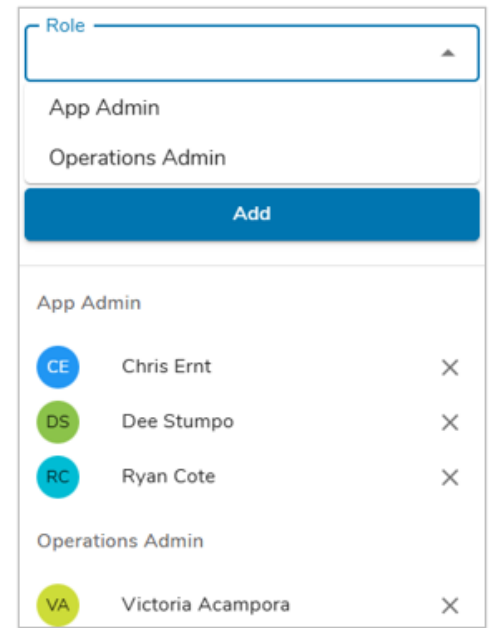 Role
App Admin
Operations Admin
Add
App Admin
CE Chris Ernt
DS Dee Stumpo
RC Ryan Cote
Operations Admin
VA Victoria Acampora